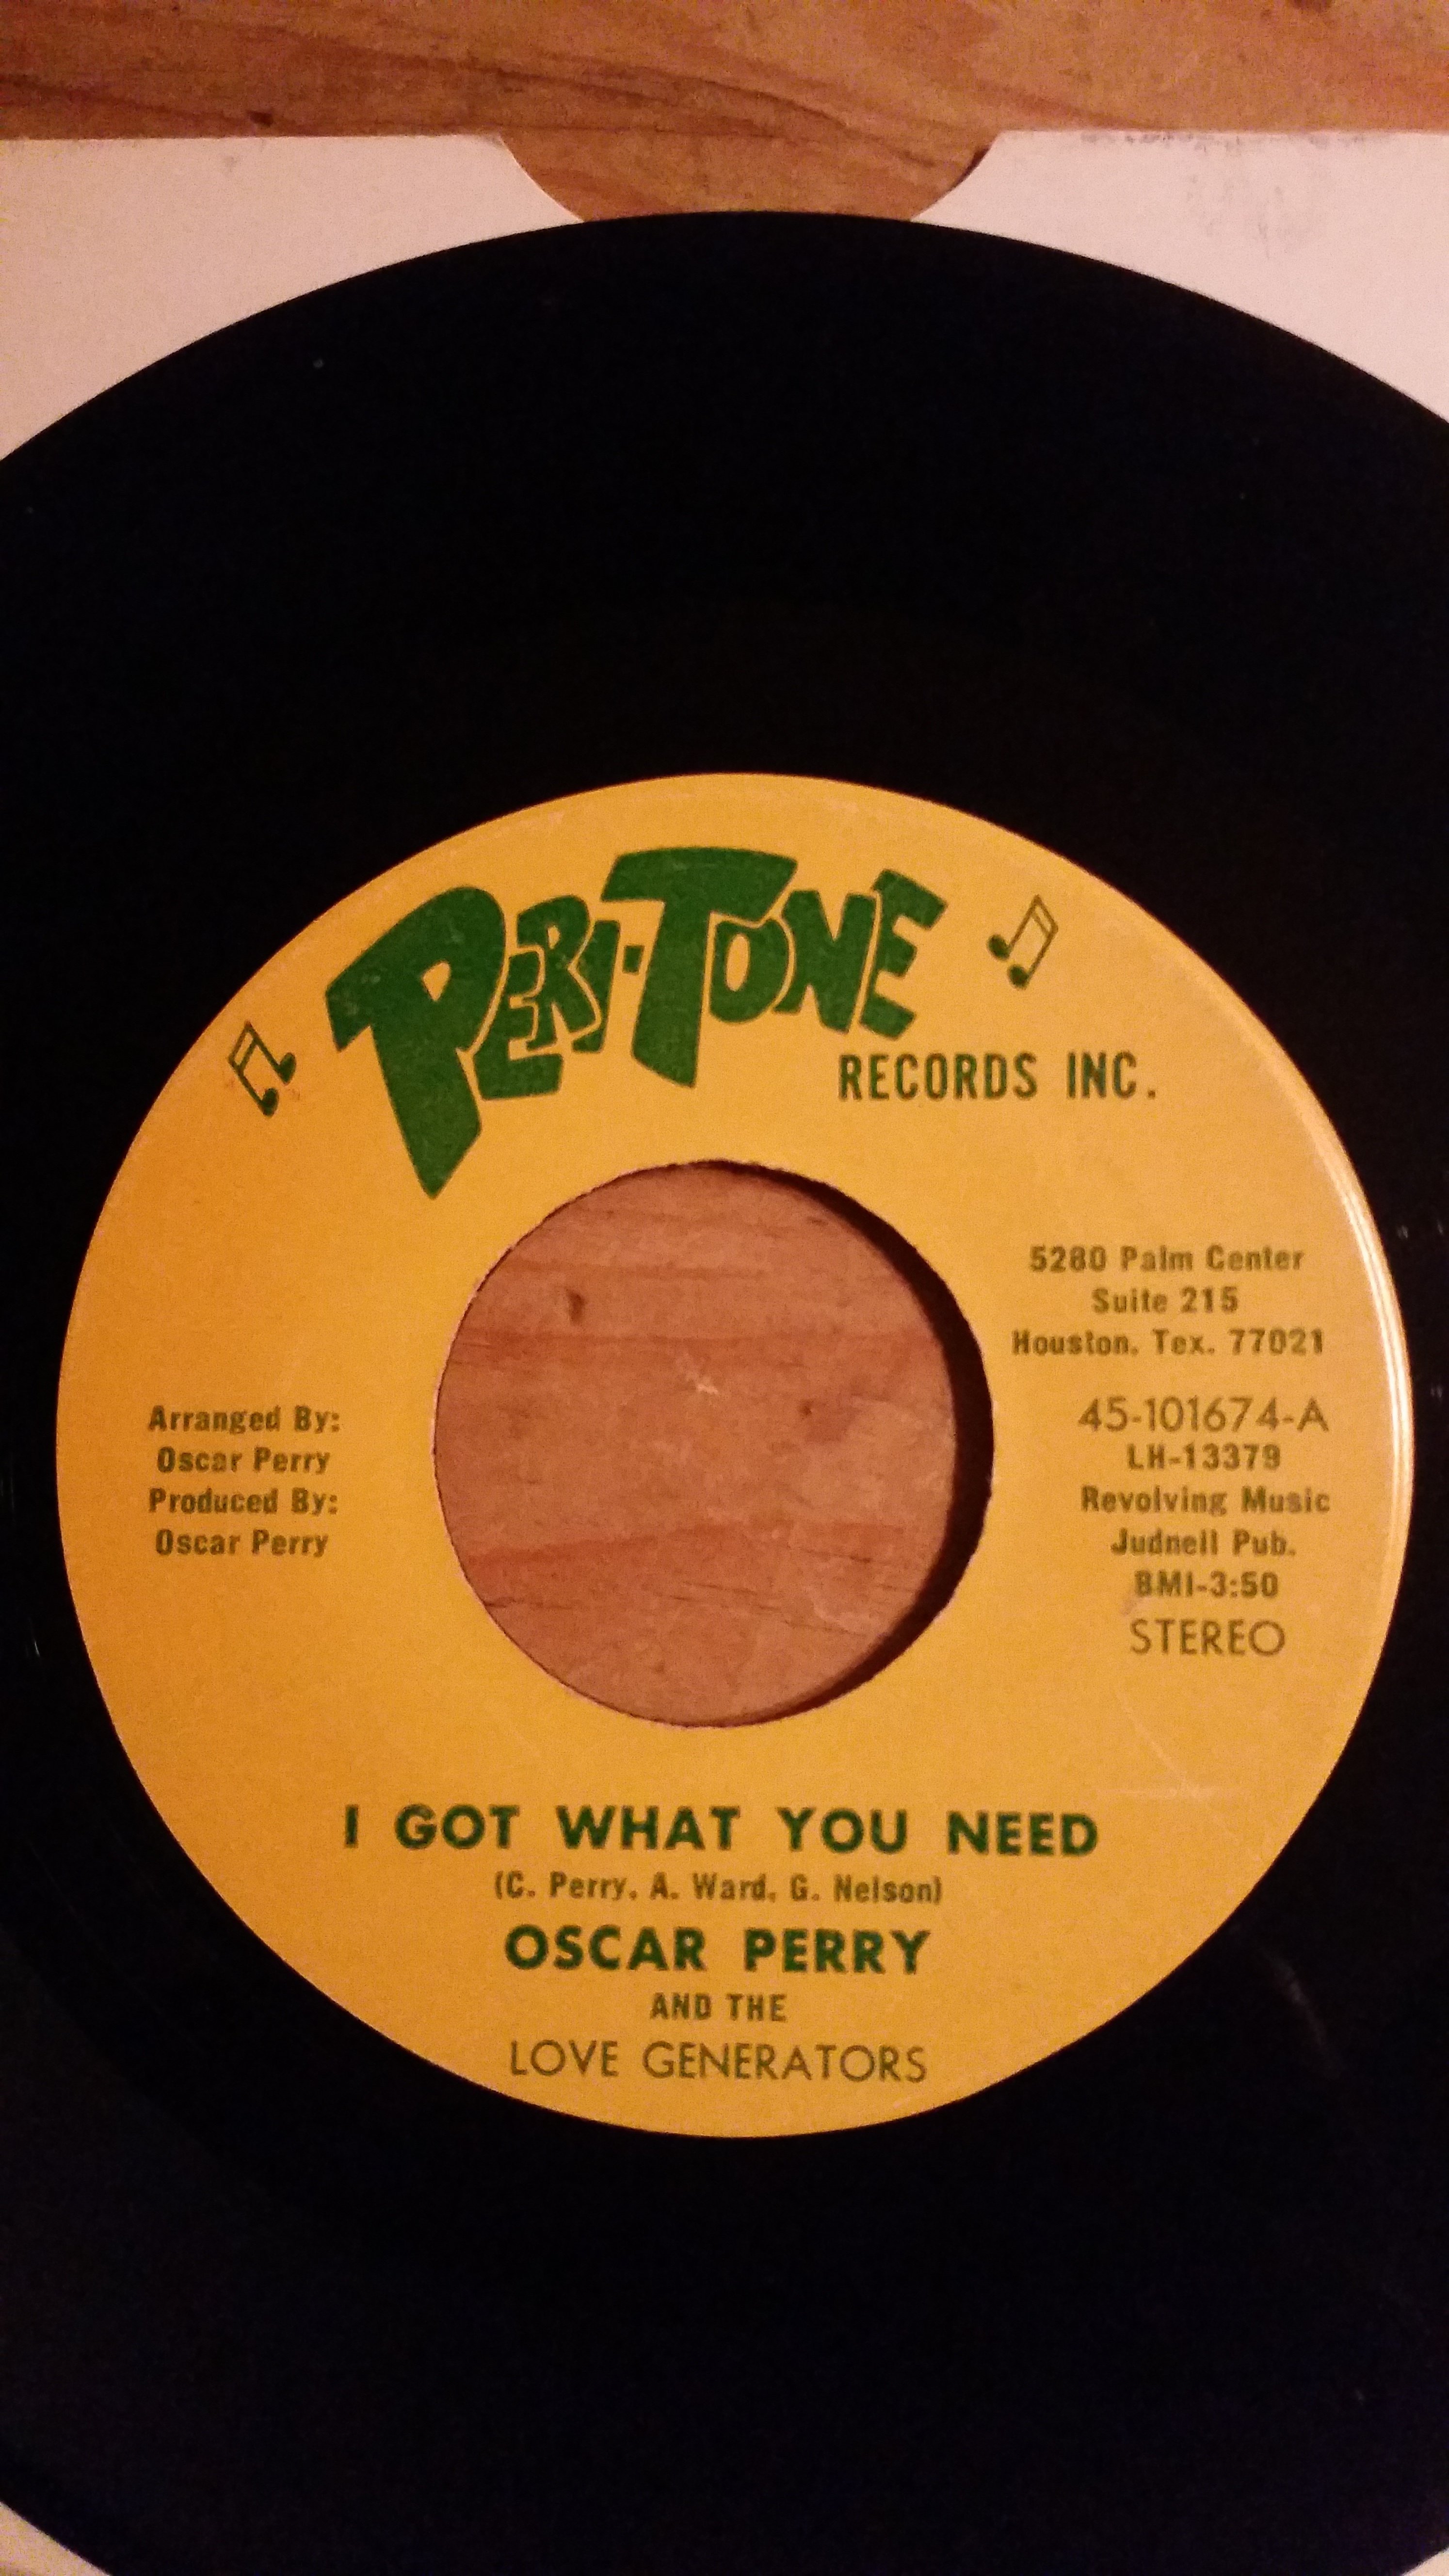 PERI-TONE
RECORDS INC.
5280 Palm Center
Suite 215
Houston, Tex. 77021
45-101674-A
LH-13379
Revolving Music
Judnell Pub.
BMI-3:50
STEREO
Arranged By:
Oscar Perry
Produced By:
Oscar Perry
I GOT WHAT YOU NEED
(C. Perry, A. Ward, G. Nelson)
OSCAR PERRY
AND THE
LOVE GENERATORS